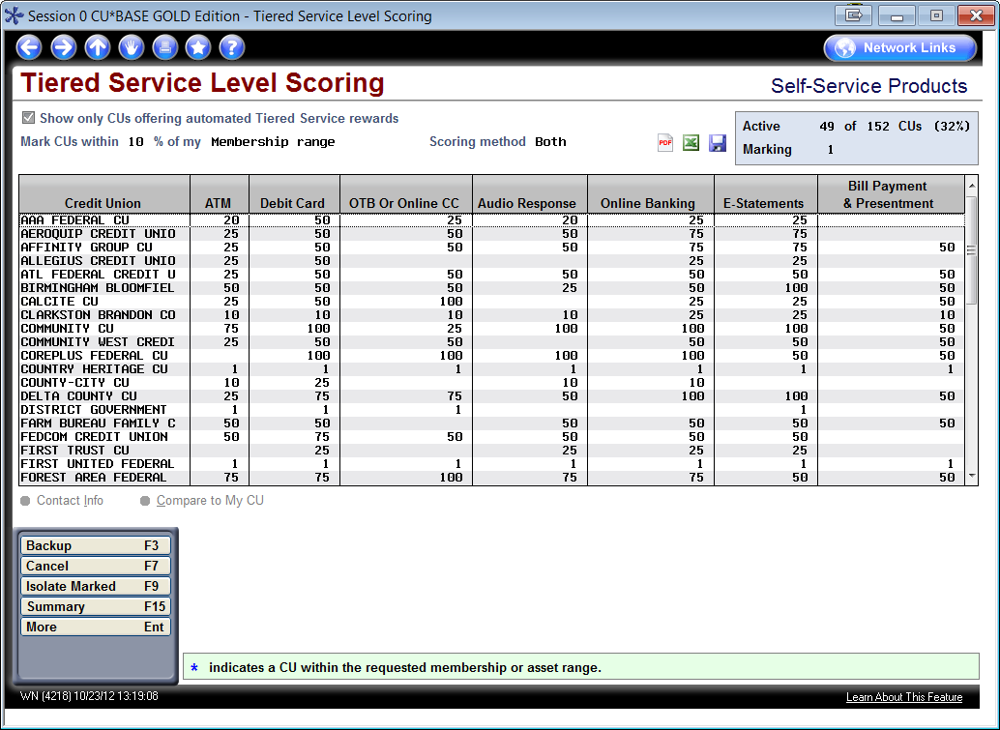 Session 0 CU*BASE GOLD Edition - Tiered Service Level Scoring
Network Links
Tiered Service Level Scoring
Self-Service Products
Show only CUs offering automated Tiered Service rewards
Mark CUs within 10 % of my Membership range
Scoring method Both
Active 49 of 152 CUs (32%)
Marking 1
Credit Union ATM Debit Card OTB Or Online CC Audio Response Online Banking E-Statements Bill Payment & Presentment
AAA FEDERAL CU 20 50 25 20 25 25
AEROQUIP CREDIT UNIO 25 50 50 50 75 75
AFFINITY GROUP CU 25 50 50 50 75 75 50
ALLEGIUS CREDIT UNIO 25 50 25 25
ATL FEDERAL CREDIT U 25 50 50 50 50 50 50
BIRMINGHAM BLOOMFIEL 50 50 50 25 50 100 50
CALCITE CU 25 50 100 25 25 50
CLARKSTON BRANDON CO 10 10 10 10 25 25 10
COMMUNITY CU 75 100 25 100 100 100 50
COMMUNITY WEST CREDI 25 50 50 50 50 50
COREPLUS FEDERAL CU 100 100 100 100 50 50
COUNTRY HERITAGE CU 1 1 1 1 1 1 1
COUNTY-CITY CU 10 25 10 10
DELTA COUNTY CU 25 75 75 50 100 100 50
DISTRICT GOVERNMENT 1 1 1 1
FARM BUREAU FAMILY C 50 50 50 50 50 50
FEDCOM CREDIT UNION 50 75 50 50 50 50
FIRST TRUST CU 25 25 25 25
FIRST UNITED FEDERAL 1 1 1 1 1 1 1
FOREST AREA FEDERAL 75 75 100 75 75 50 50
Contact Info
Compare to My CU
Backup F3
Cancel F7
Isolate Marked F9
Summary F15
More Ent
* indicates a CU within the requested membership or asset range.
WN (4218) 10/23/12 13:19:08
Learn About This Feature